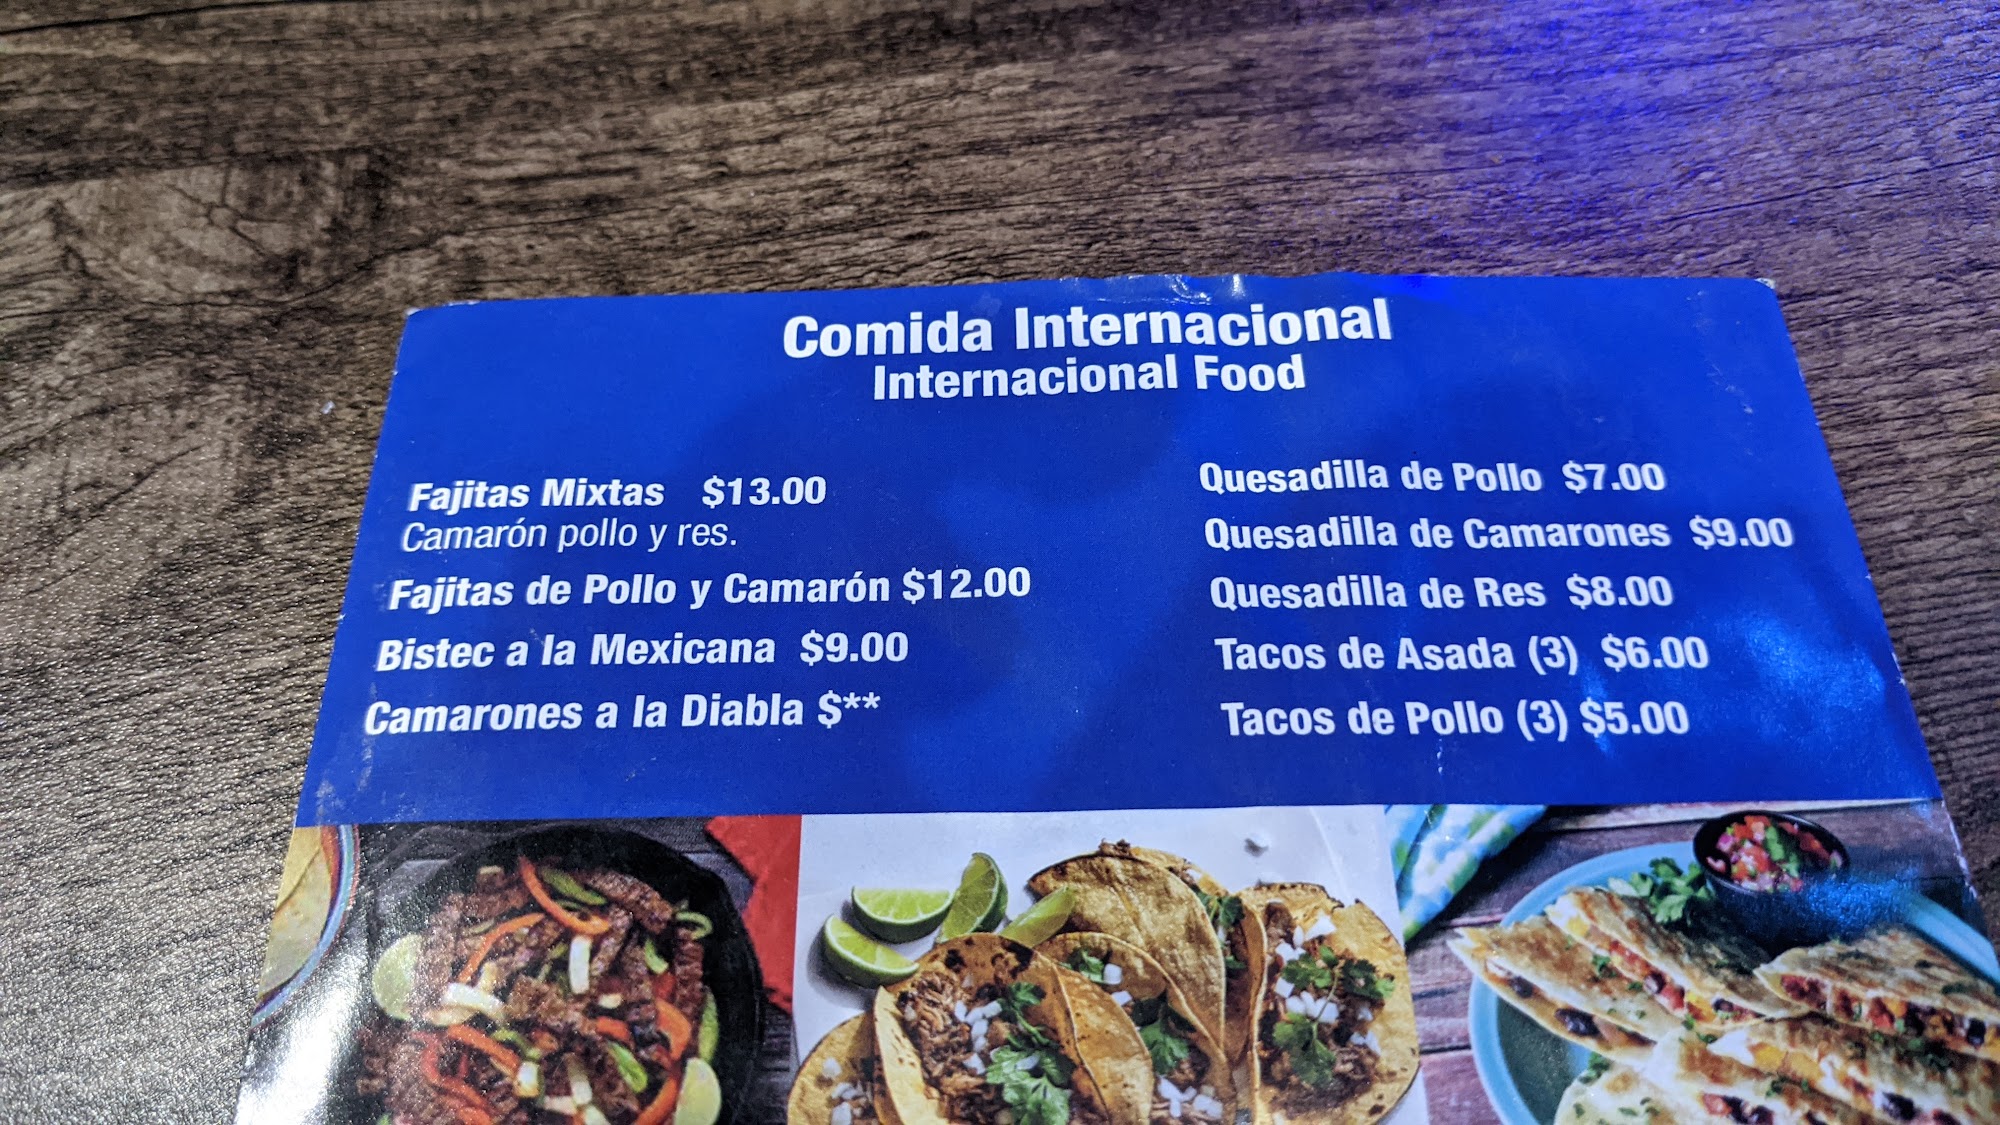 Comida Internacional
Internacional Food
Fajitas Mixtas $13.00
Camarón pollo y res.
Fajitas de Pollo y Camarón $12.00
Bistec a la Mexicana $9.00
Camarones a la Diabla $**
Quesadilla de Pollo $7.00
Quesadilla de Camarones $9.00
Quesadilla de Res $8.00
Tacos de Asada (3) $6.00
Tacos de Pollo (3) $5.00